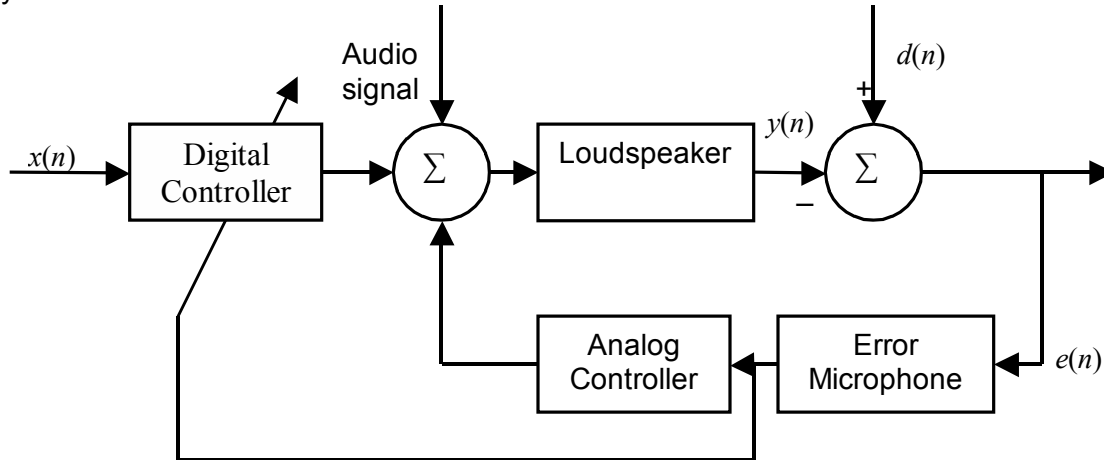 y
Audio
signal
d(n)
+
x(n)
Digital
Controller
Σ
Loudspeaker
y(n)
Σ
−
Analog
Controller
Error
Microphone
e(n)